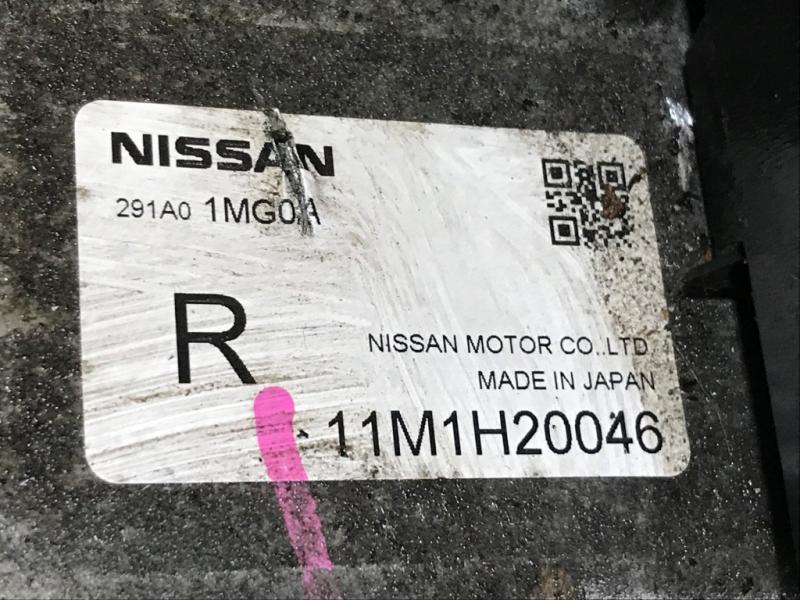 NISSAN
291A0 1MG0A
R
NISSAN MOTOR CO.,LTD.
MADE IN JAPAN
11M1H20046